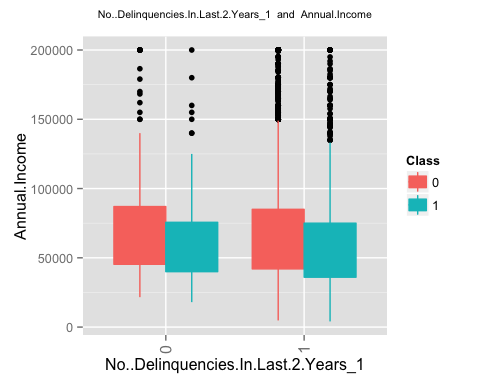 No..Delinquencies.In.Last.2.Years_1 and Annual.Income
200000
150000
100000
50000
0
Annual.Income
0
1
No..Delinquencies.In.Last.2.Years_1
Class
0
1